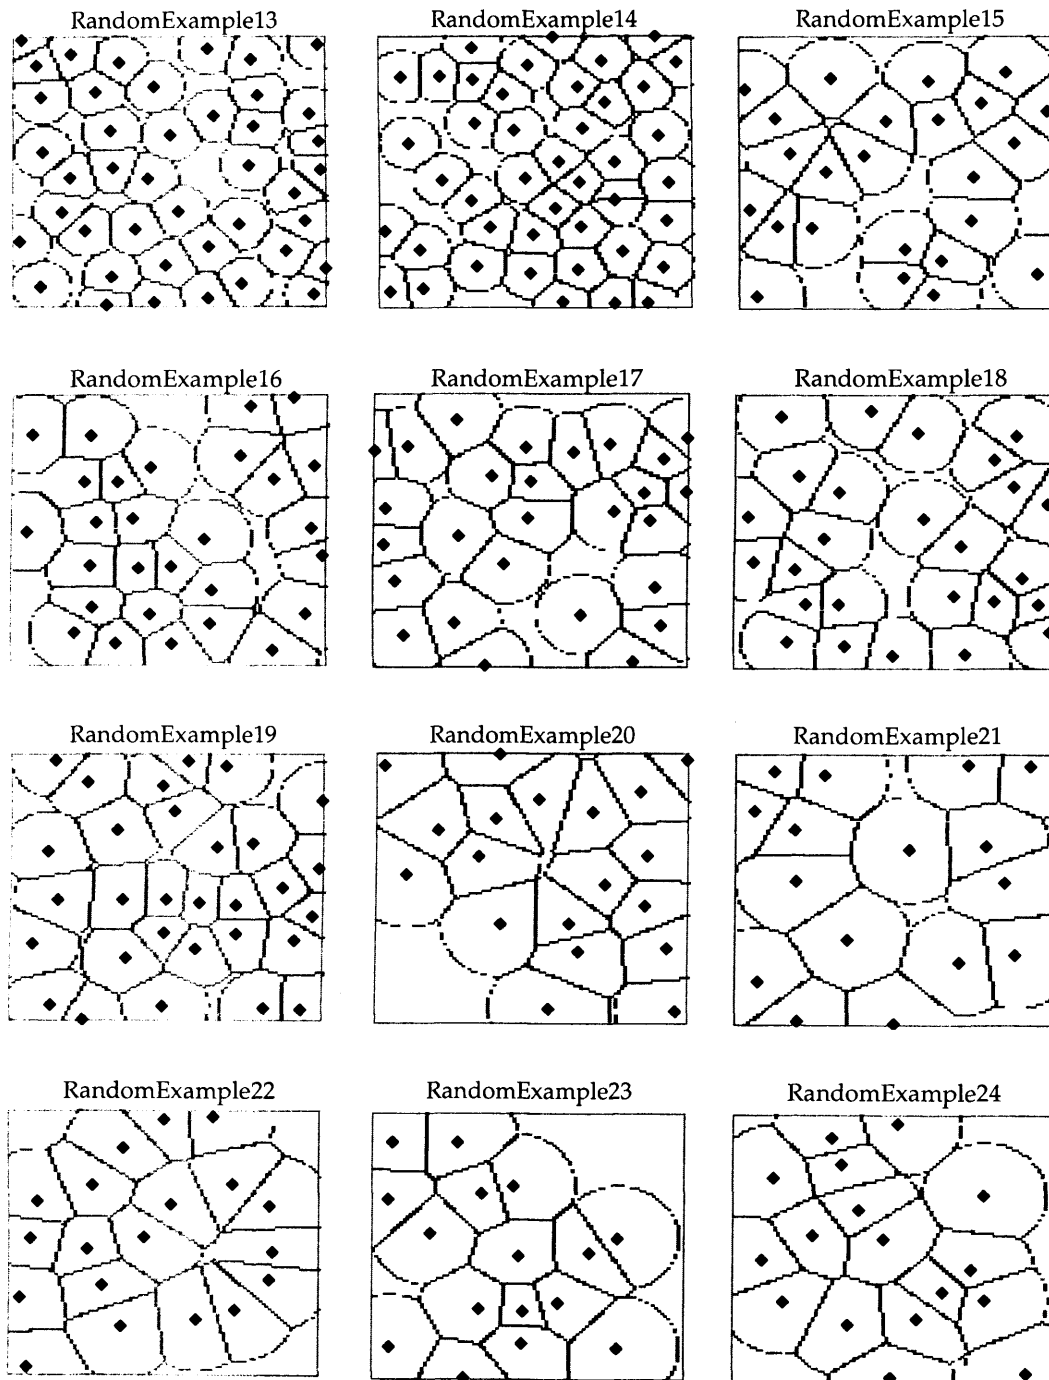 RandomExample13
RandomExample14
RandomExample15
RandomExample16
RandomExample17
RandomExample18
RandomExample19
RandomExample20
RandomExample21
RandomExample22
RandomExample23
RandomExample24